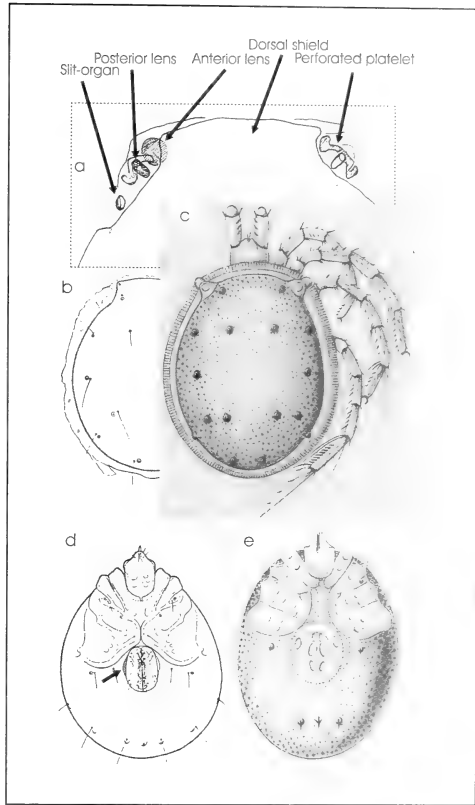 Dorsal shield
Posterior lens Anterior lens Perforated platelet
Slit-organ
a
c
b
d
e